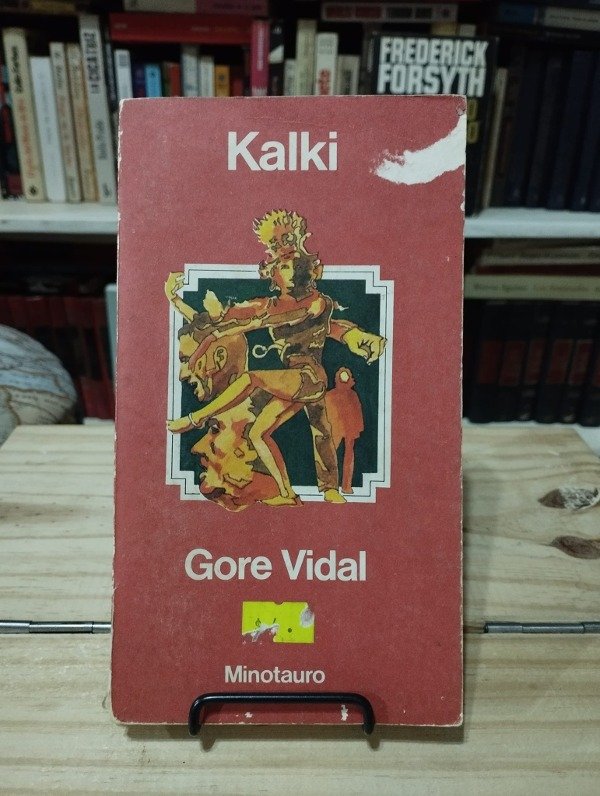 FREDERICK
FORSYTH
Kalki
Gore Vidal
Minotauro